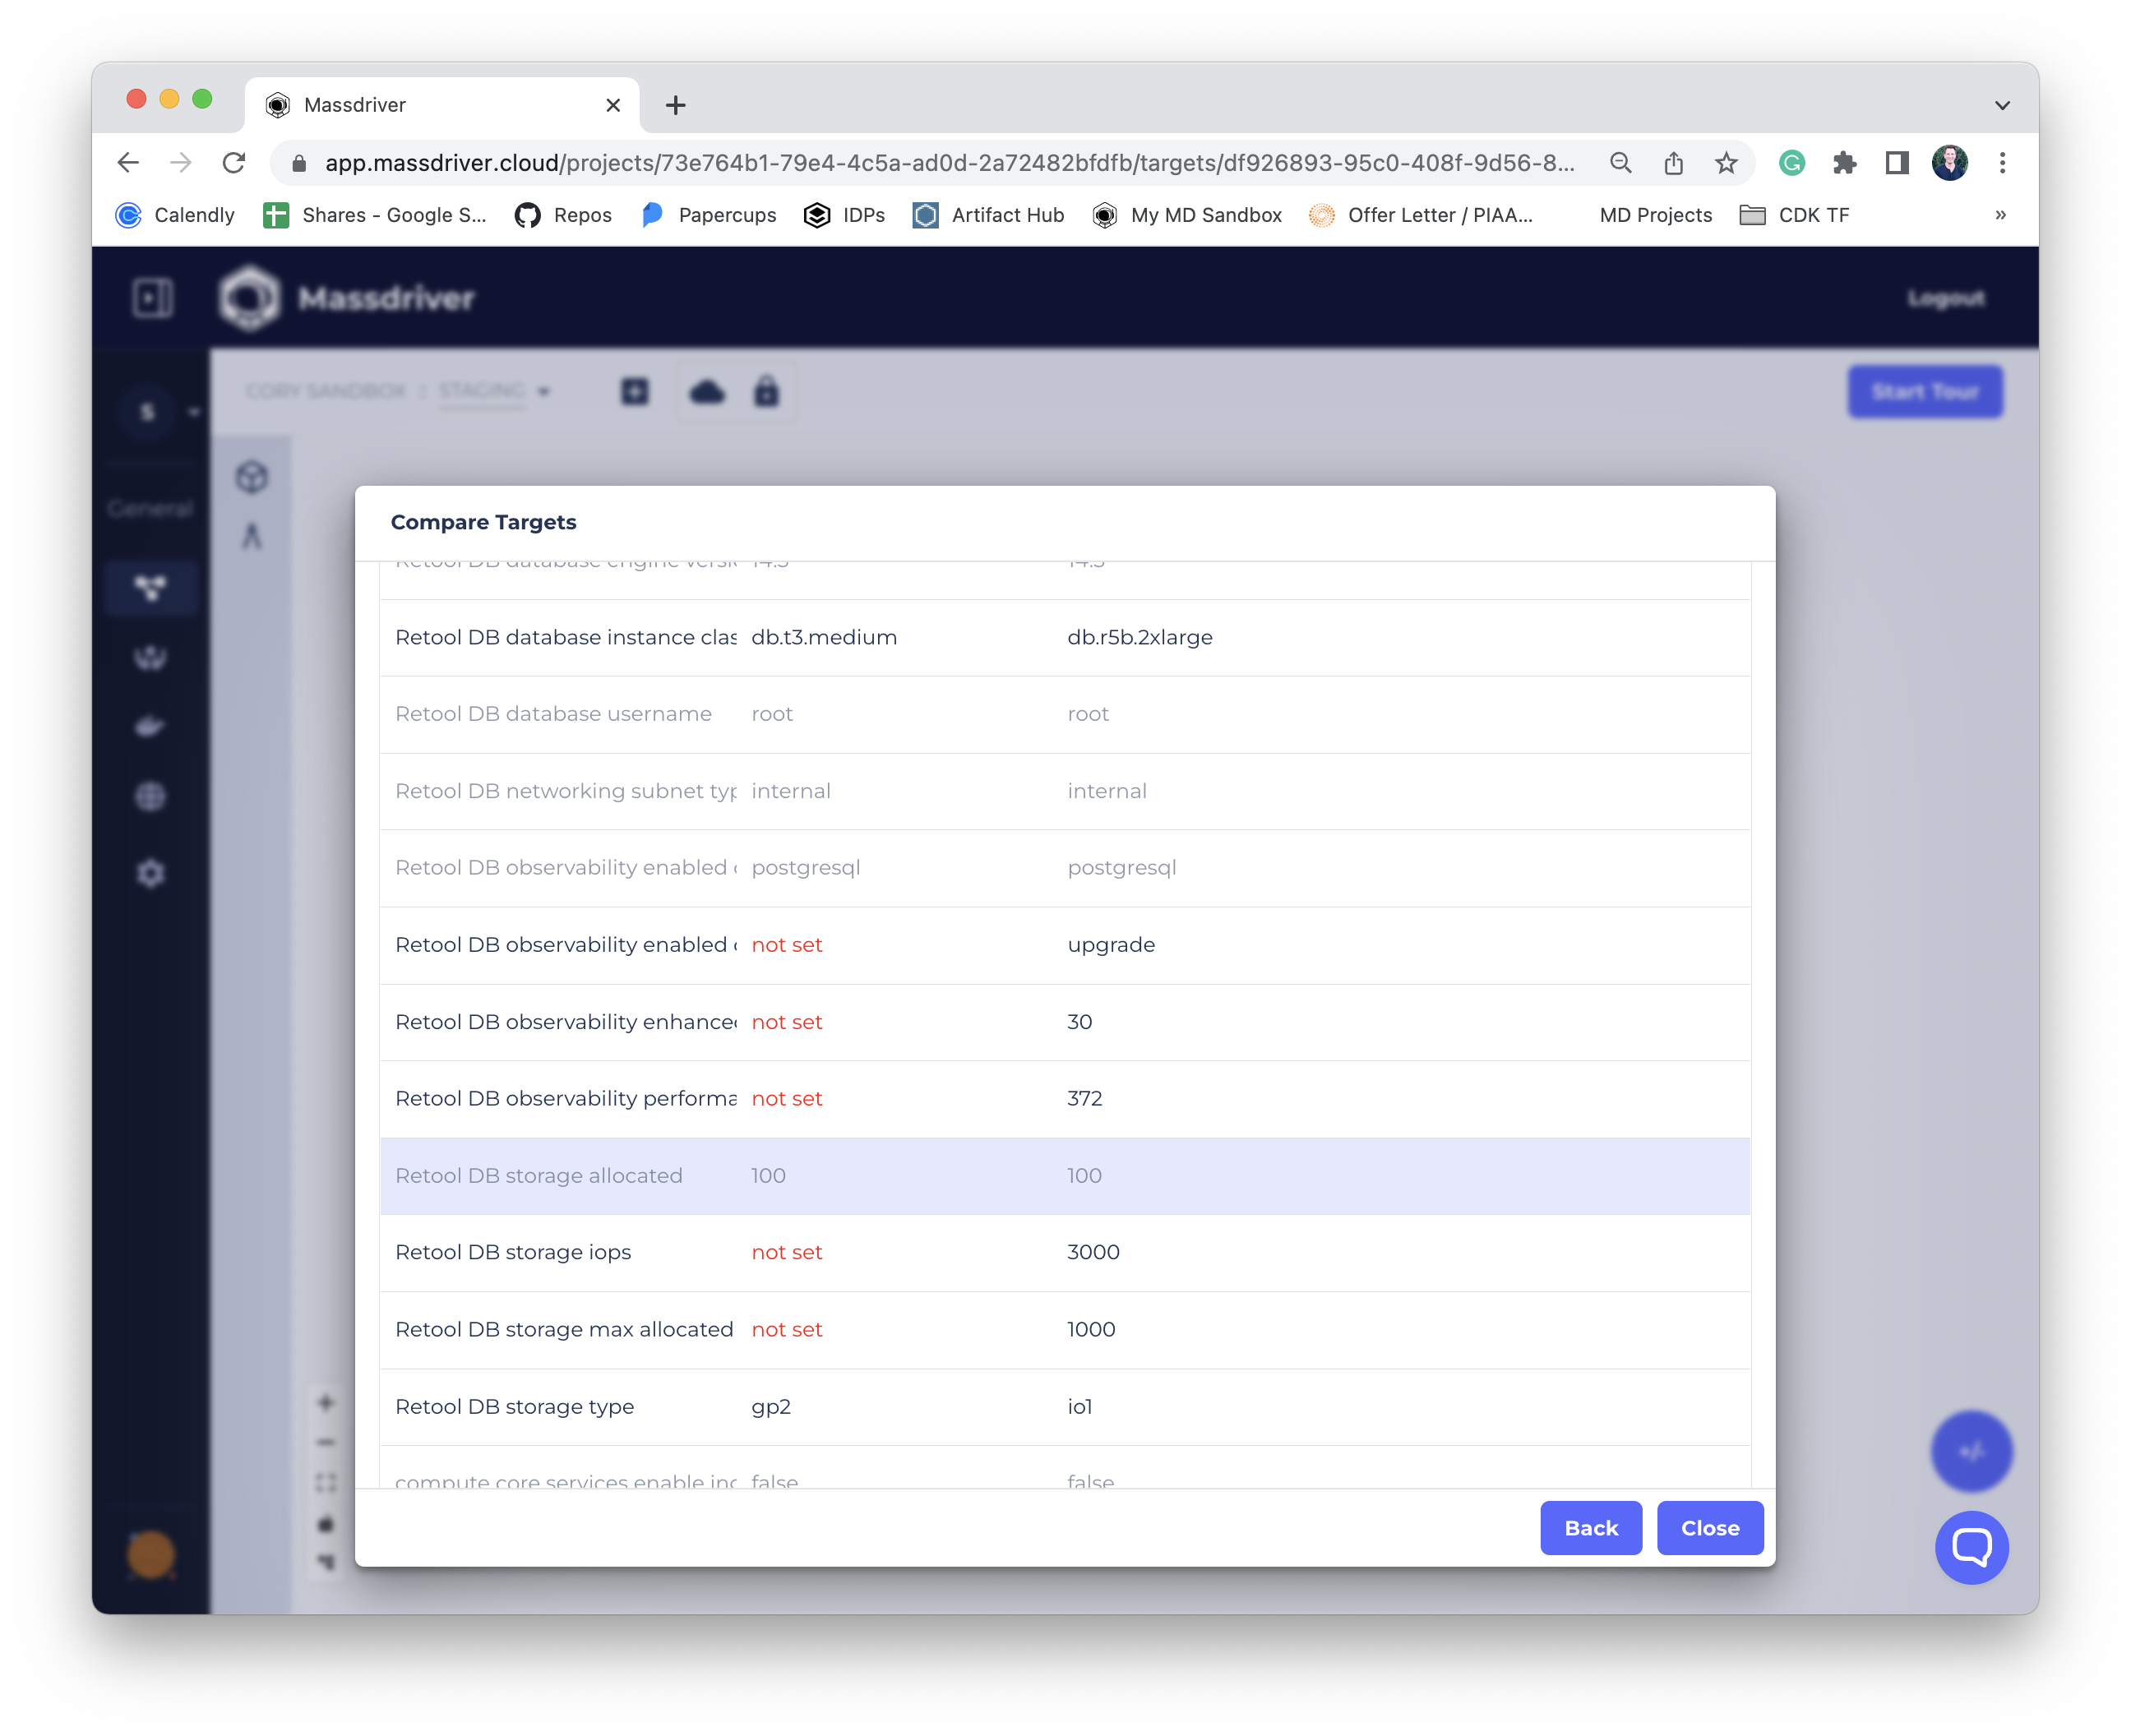 Massdriver
app.massdriver.cloud/projects/73e764b1-79e4-4c5a-ad0d-2a72482bfdfb/targets/df926893-95c0-408f-9d56-8...
Calendly Shares - Google S... Repos Papercups IDPs Artifact Hub My MD Sandbox Offer Letter / PIAA... MD Projects CDK TF »
Massdriver Logout
S CORY SANDBOX : STAGING Start Tour
General
Compare Targets
Retool DB database engine versi 14.5 14.5
Retool DB database instance clas db.t3.medium db.r5b.2xlarge
Retool DB database username root root
Retool DB networking subnet typ internal internal
Retool DB observability enabled c postgresql postgresql
Retool DB observability enabled c not set upgrade
Retool DB observability enhanced not set 30
Retool DB observability performa not set 372
Retool DB storage allocated 100 100
Retool DB storage iops not set 3000
Retool DB storage max allocated not set 1000
Retool DB storage type gp2 io1
compute core services enable ing false false
+/-
Back Close